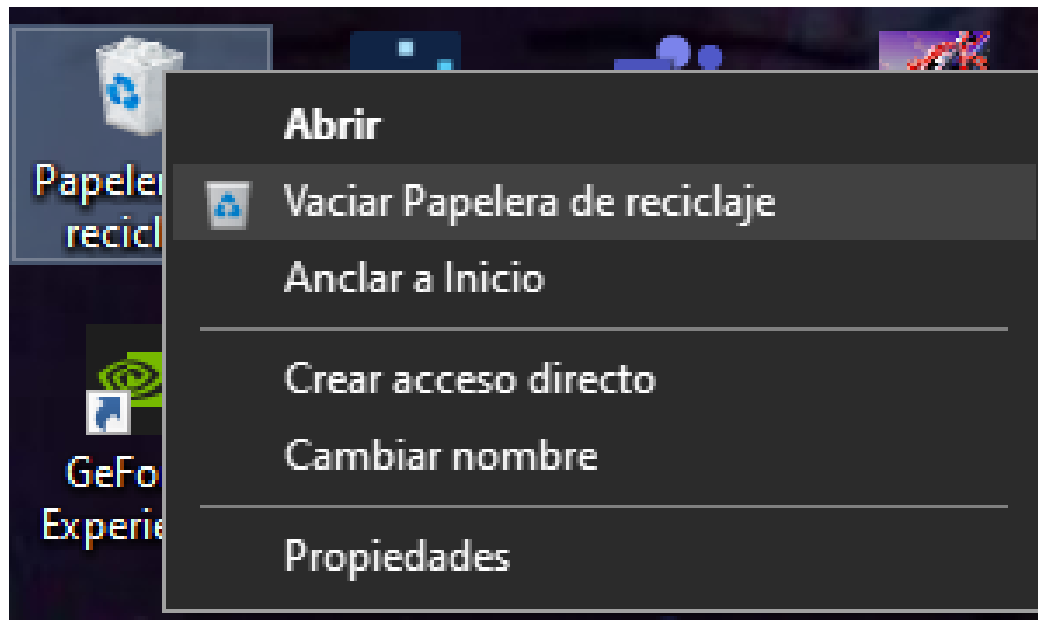 Abrir
Vaciar Papelera de reciclaje
Anclar a Inicio
Crear acceso directo
Cambiar nombre
Propiedades